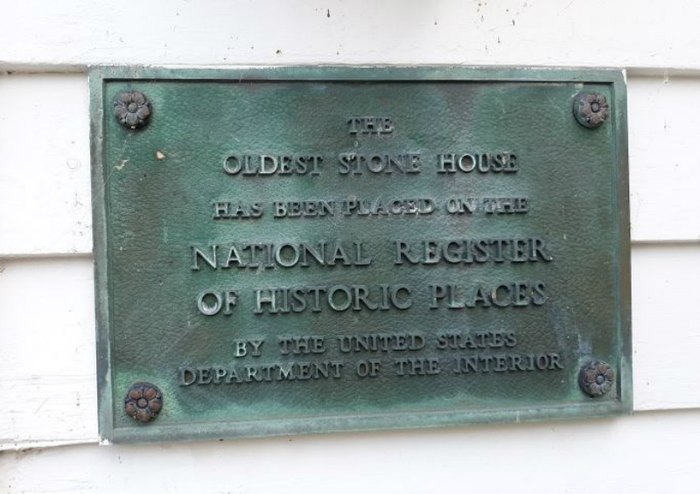 THE
OLDEST STONE HOUSE
HAS BEEN PLACED ON THE
NATIONAL REGISTER
OF HISTORIC PLACES
BY THE UNITED STATES
DEPARTMENT OF THE INTERIOR